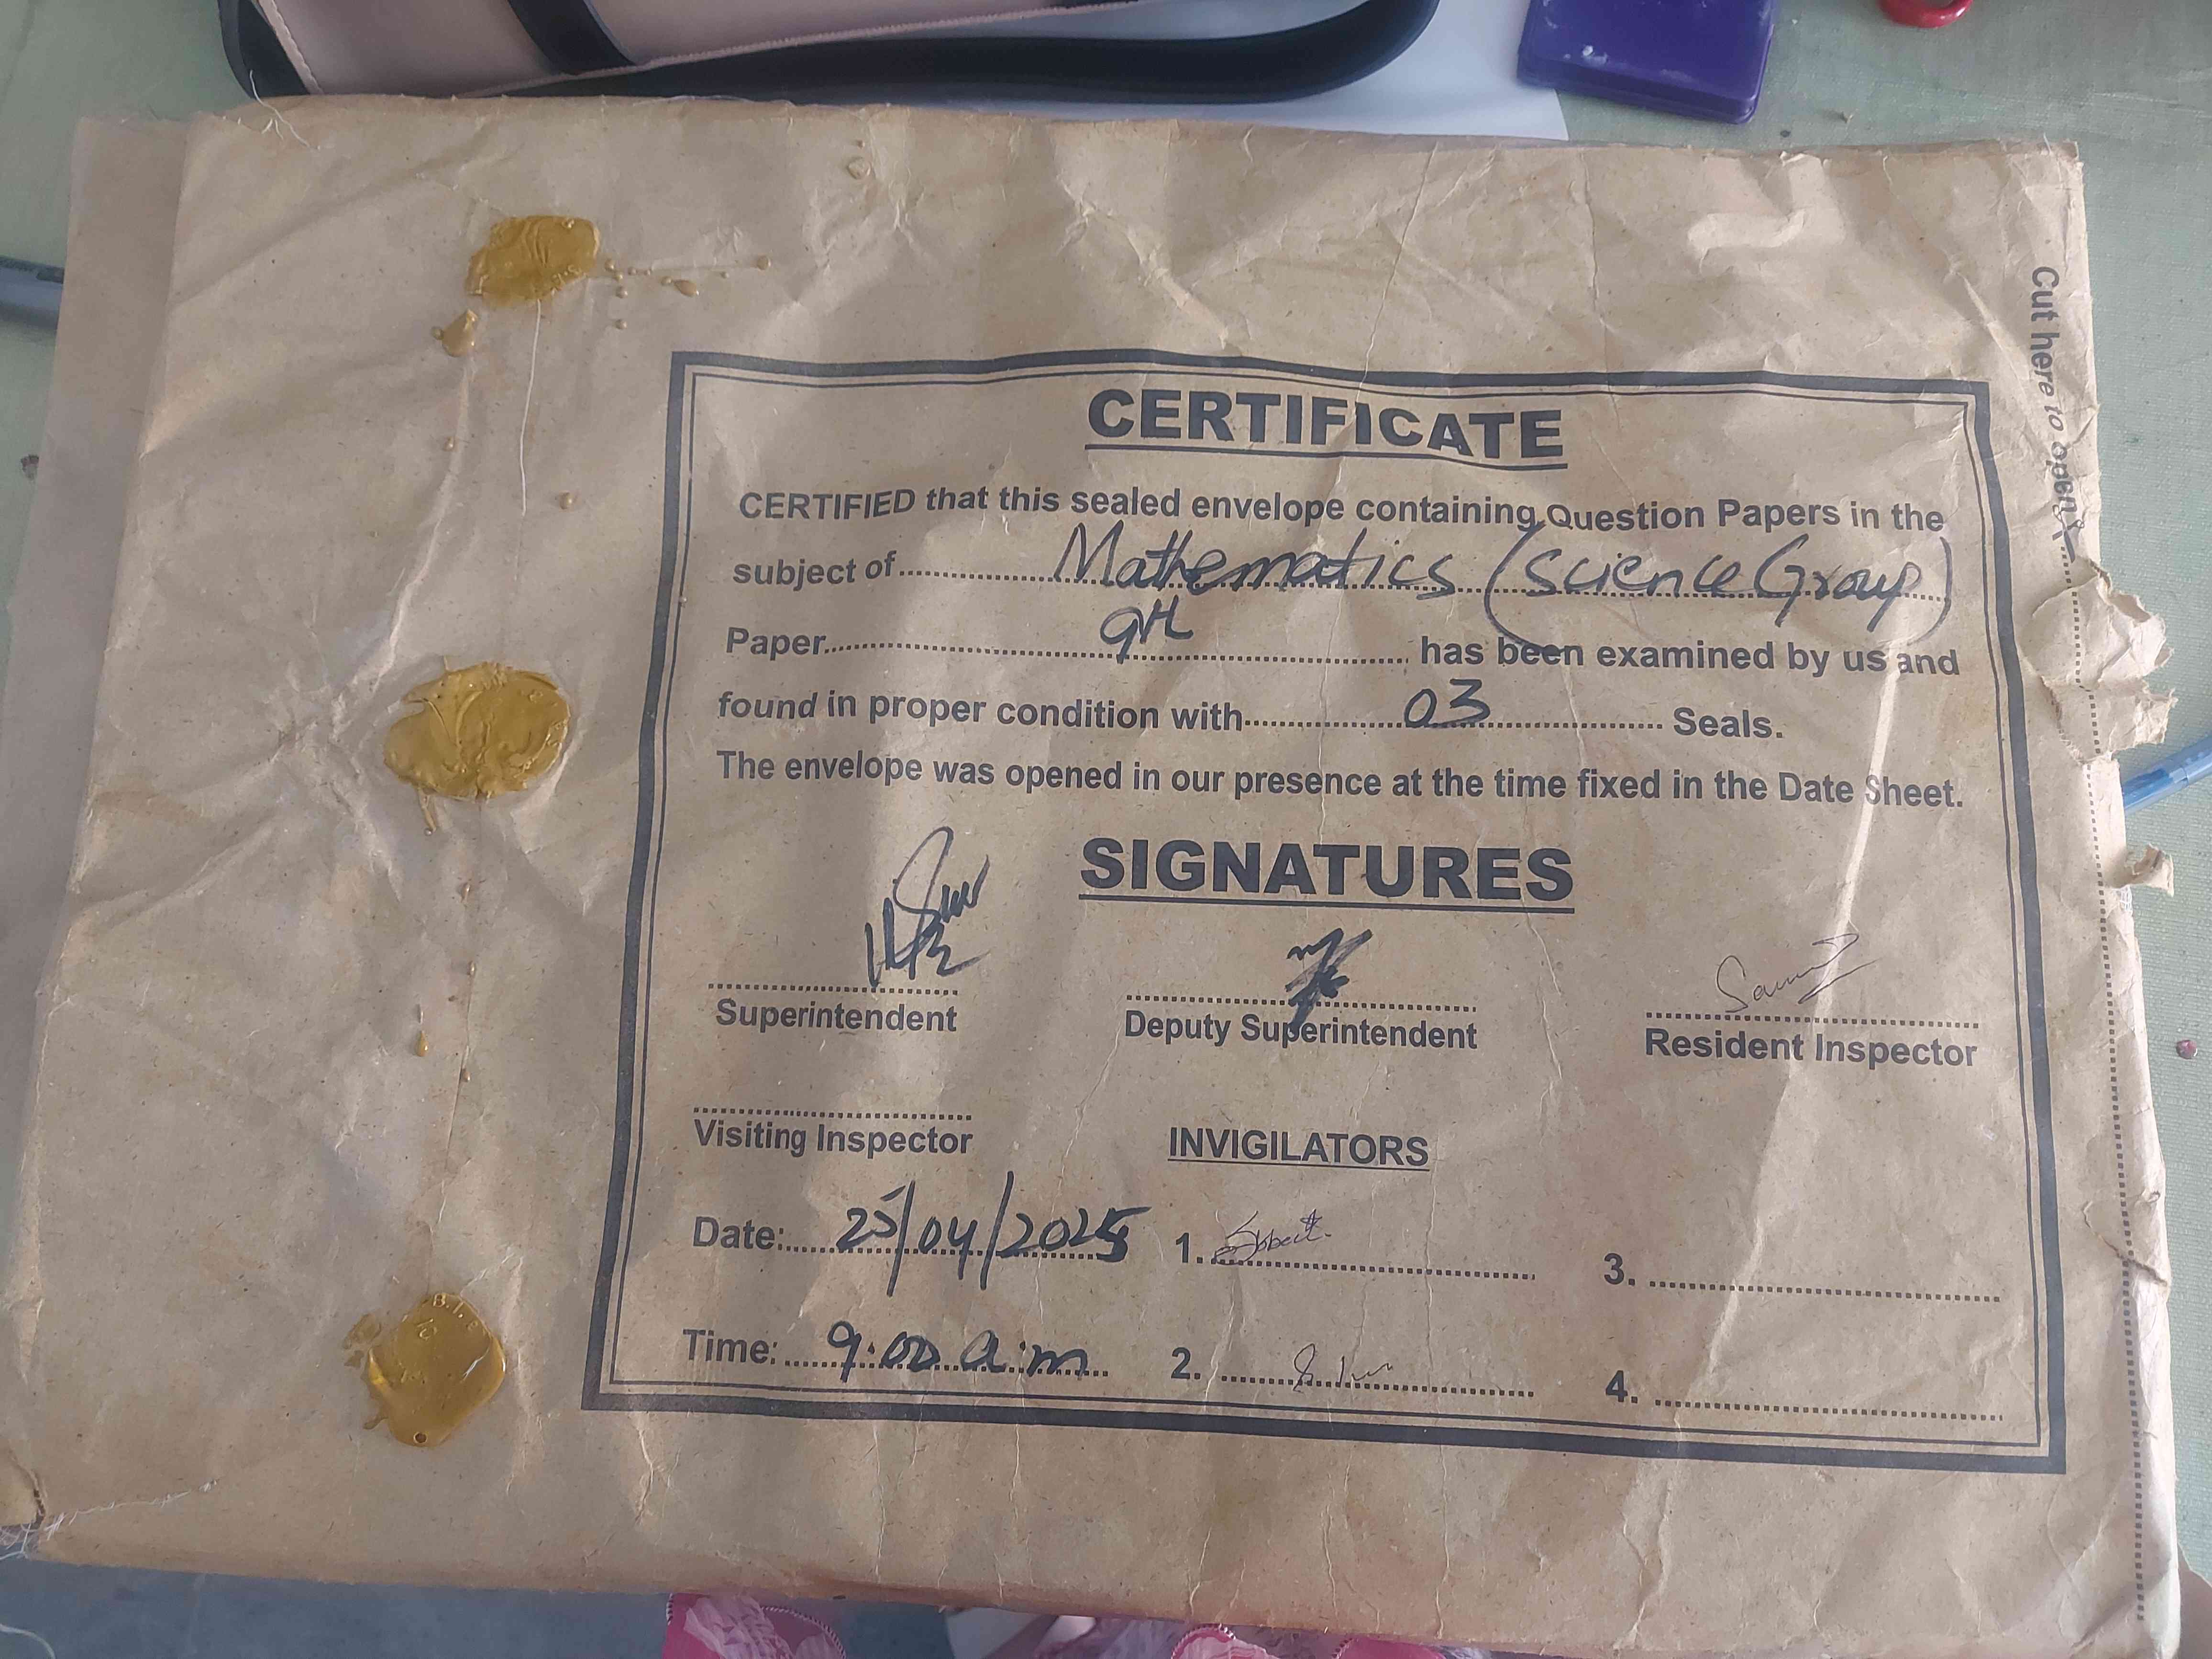 CERTIFICATE
CERTIFIED that this sealed envelope containing Question Papers in the
subject of Mathematics (Science Group)
Paper 9th has been examined by us and
found in proper condition with 03 Seals.
The envelope was opened in our presence at the time fixed in the Date Sheet.
SIGNATURES
Superintendent
Deputy Superintendent
Resident Inspector
Visiting Inspector
INVIGILATORS
Date: 25/04/2025 1.
3.
Time: 9:00 a.m 2.
4.
Cut here to open